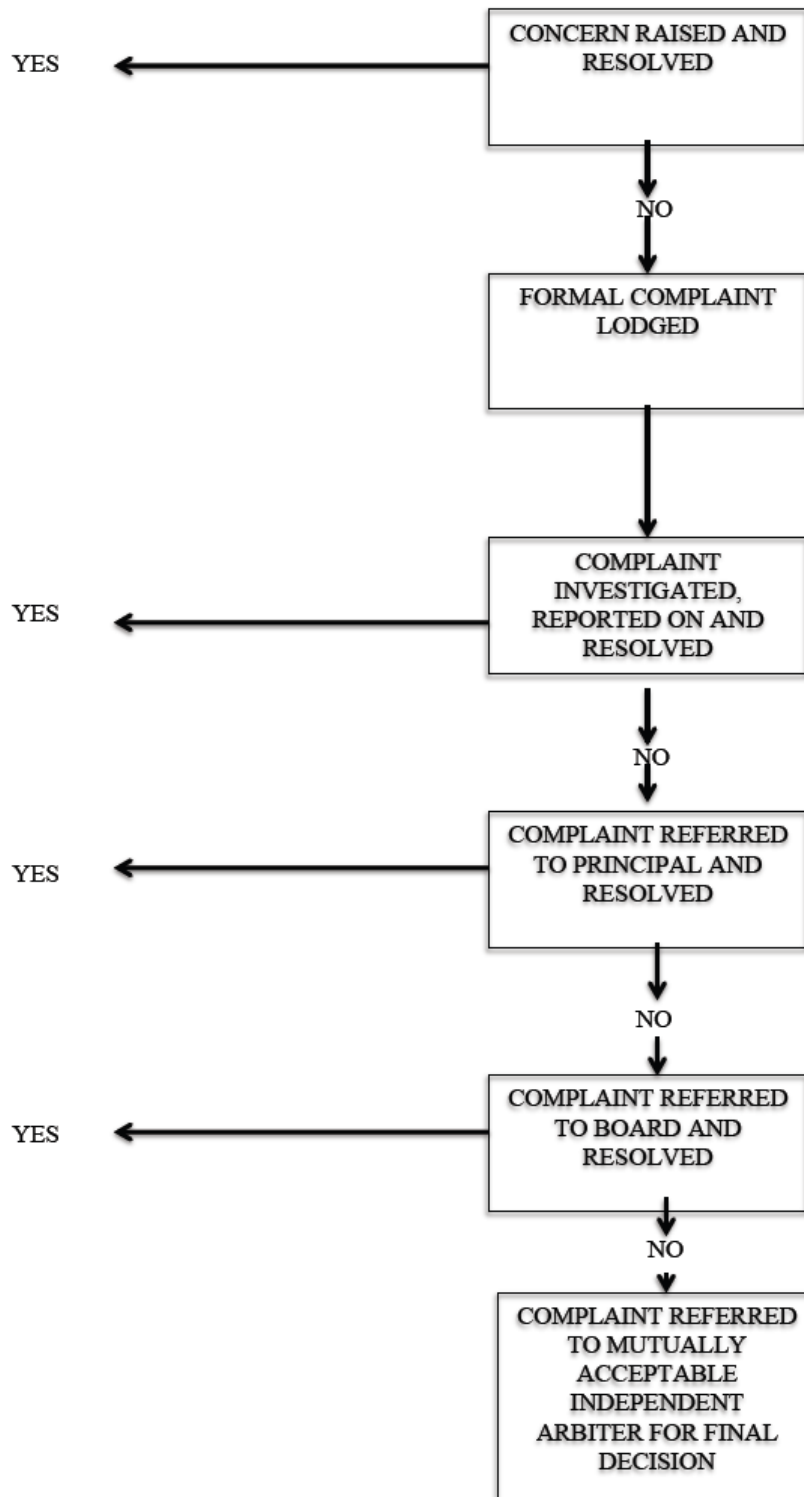 CONCERN RAISED AND
RESOLVED
YES
NO
FORMAL COMPLAINT
LODGED
COMPLAINT
INVESTIGATED,
REPORTED ON AND
RESOLVED
YES
NO
COMPLAINT REFERRED
TO PRINCIPAL AND
RESOLVED
YES
NO
COMPLAINT REFERRED
TO BOARD AND
RESOLVED
YES
NO
COMPLAINT REFERRED
TO MUTUALLY
ACCEPTABLE
INDEPENDENT
ARBITER FOR FINAL
DECISION